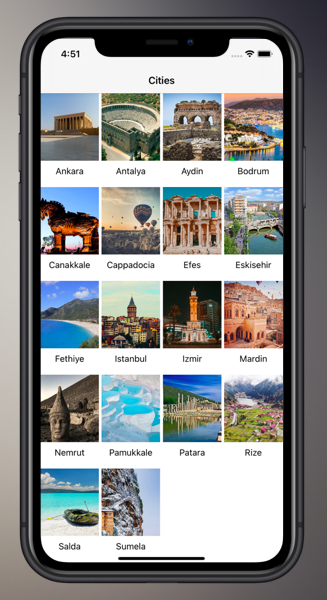 4:51
Cities
Ankara Antalya Aydin Bodrum
Canakkale Cappadocia Efes Eskisehir
Fethiye Istanbul Izmir Mardin
Nemrut Pamukkale Patara Rize
Salda Sumela